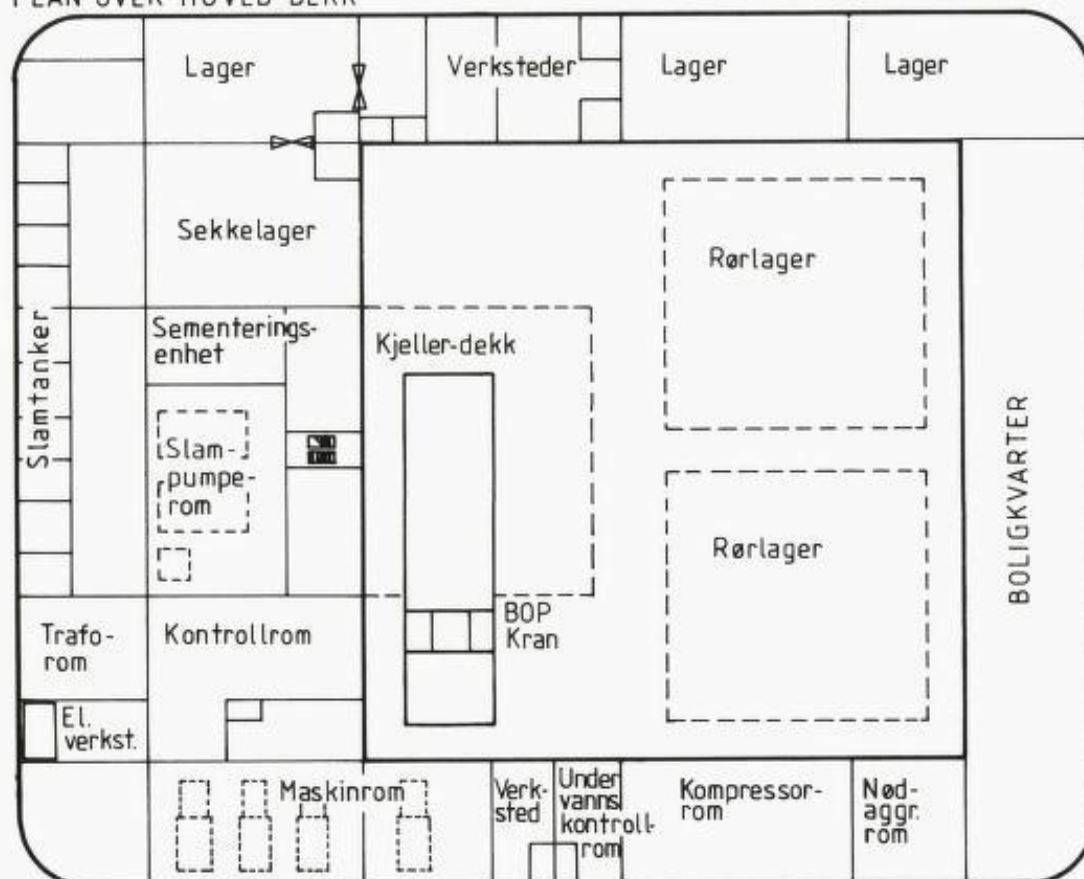 PLAN OVER HOVED DEKK
Lager
Verksteder
Lager
Lager
Sekkelager
Rørlager
Slamtanker
Sementerings-
enhet
Kjeller-dekk
Slam-
pumpe-
rom
BOLIGKVARTER
Rørlager
BOP
Kran
Trafo-
rom
Kontrollrom
El.
verkst.
Maskinrom
Verk-
sted
Under
vanns
kontroll-
rom
Kompressor-
rom
Nød-
aggr.
rom